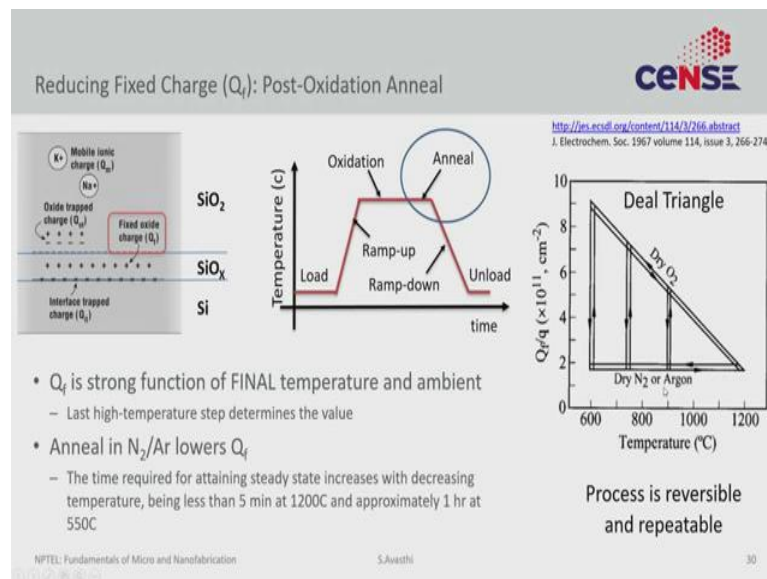 Reducing Fixed Charge (Qf): Post-Oxidation Anneal
CeNSE
http://jes.ecsdl.org/content/114/3/266.abstract
J. Electrochem. Soc. 1967 volume 114, issue 3, 266-274
K+
Mobile ionic
charge (Qm)
Na+
Oxide trapped
charge (Qot)
Fixed oxide
charge (Qf)
Interface trapped
charge (Qit)
SiO2
SiOx
Si
Temperature (c)
Oxidation
Anneal
Ramp-up
Load
Ramp-down
Unload
time
Deal Triangle
Qf/q (×10^11, cm^-2)
10
8
6
4
2
0
Dry O2
Dry N2 or Argon
600 800 1000 1200
Temperature (°C)
• Qf is strong function of FINAL temperature and ambient
– Last high-temperature step determines the value
• Anneal in N2/Ar lowers Qf
– The time required for attaining steady state increases with decreasing
temperature, being less than 5 min at 1200C and approximately 1 hr at
550C
Process is reversible
and repeatable
NPTEL: Fundamentals of Micro and Nanofabrication
S.Avasthi
30